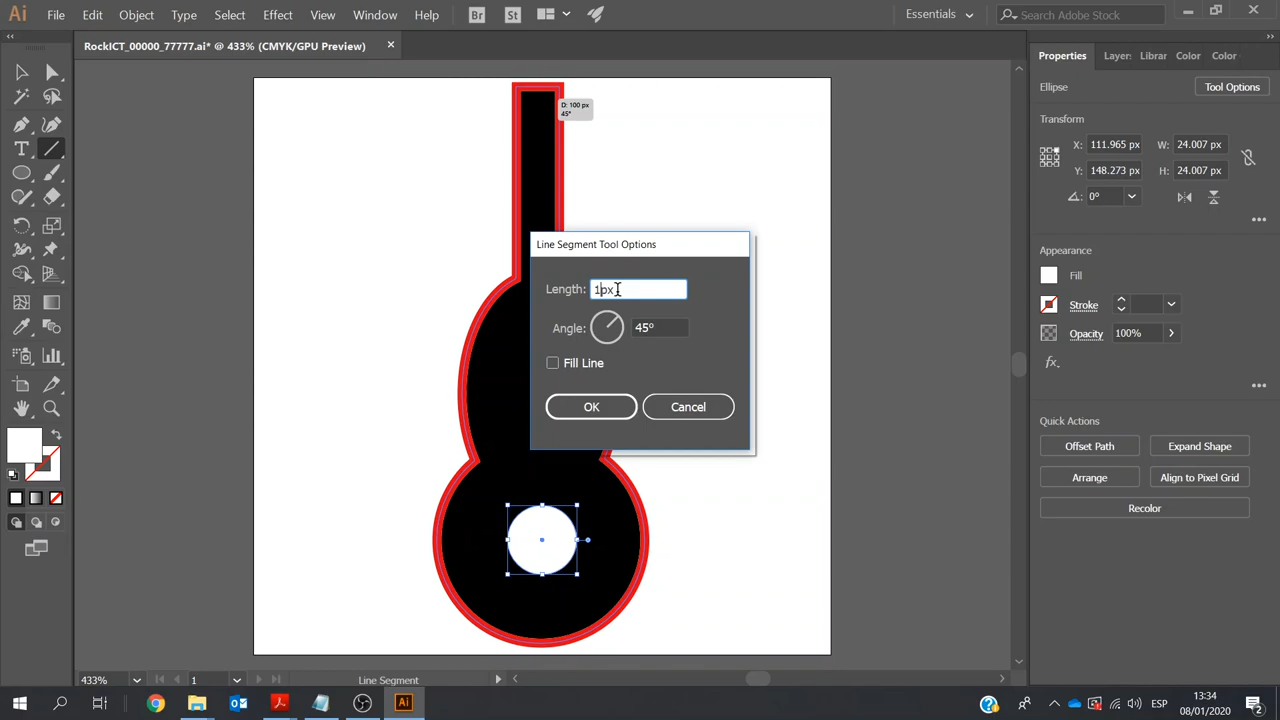 Ai File Edit Object Type Select Effect View Window Help Br St Essentials Search Adobe Stock
RockICT_00000_77777.ai* @ 433% (CMYK/GPU Preview)
Properties Layer: Librar Color Color
Ellipse Tool Options
D: 100 px
45°
Transform
X: 111.965 px W: 24.007 px
Y: 148.273 px H: 24.007 px
0°
Line Segment Tool Options
Length: 1px
Angle: 45°
Fill Line
OK Cancel
Appearance
Fill
Stroke
Opacity 100%
fx.
Quick Actions
Offset Path Expand Shape
Arrange Align to Pixel Grid
Recolor
433% 1 Line Segment
Ai ESP 13:34
08/01/2020 2